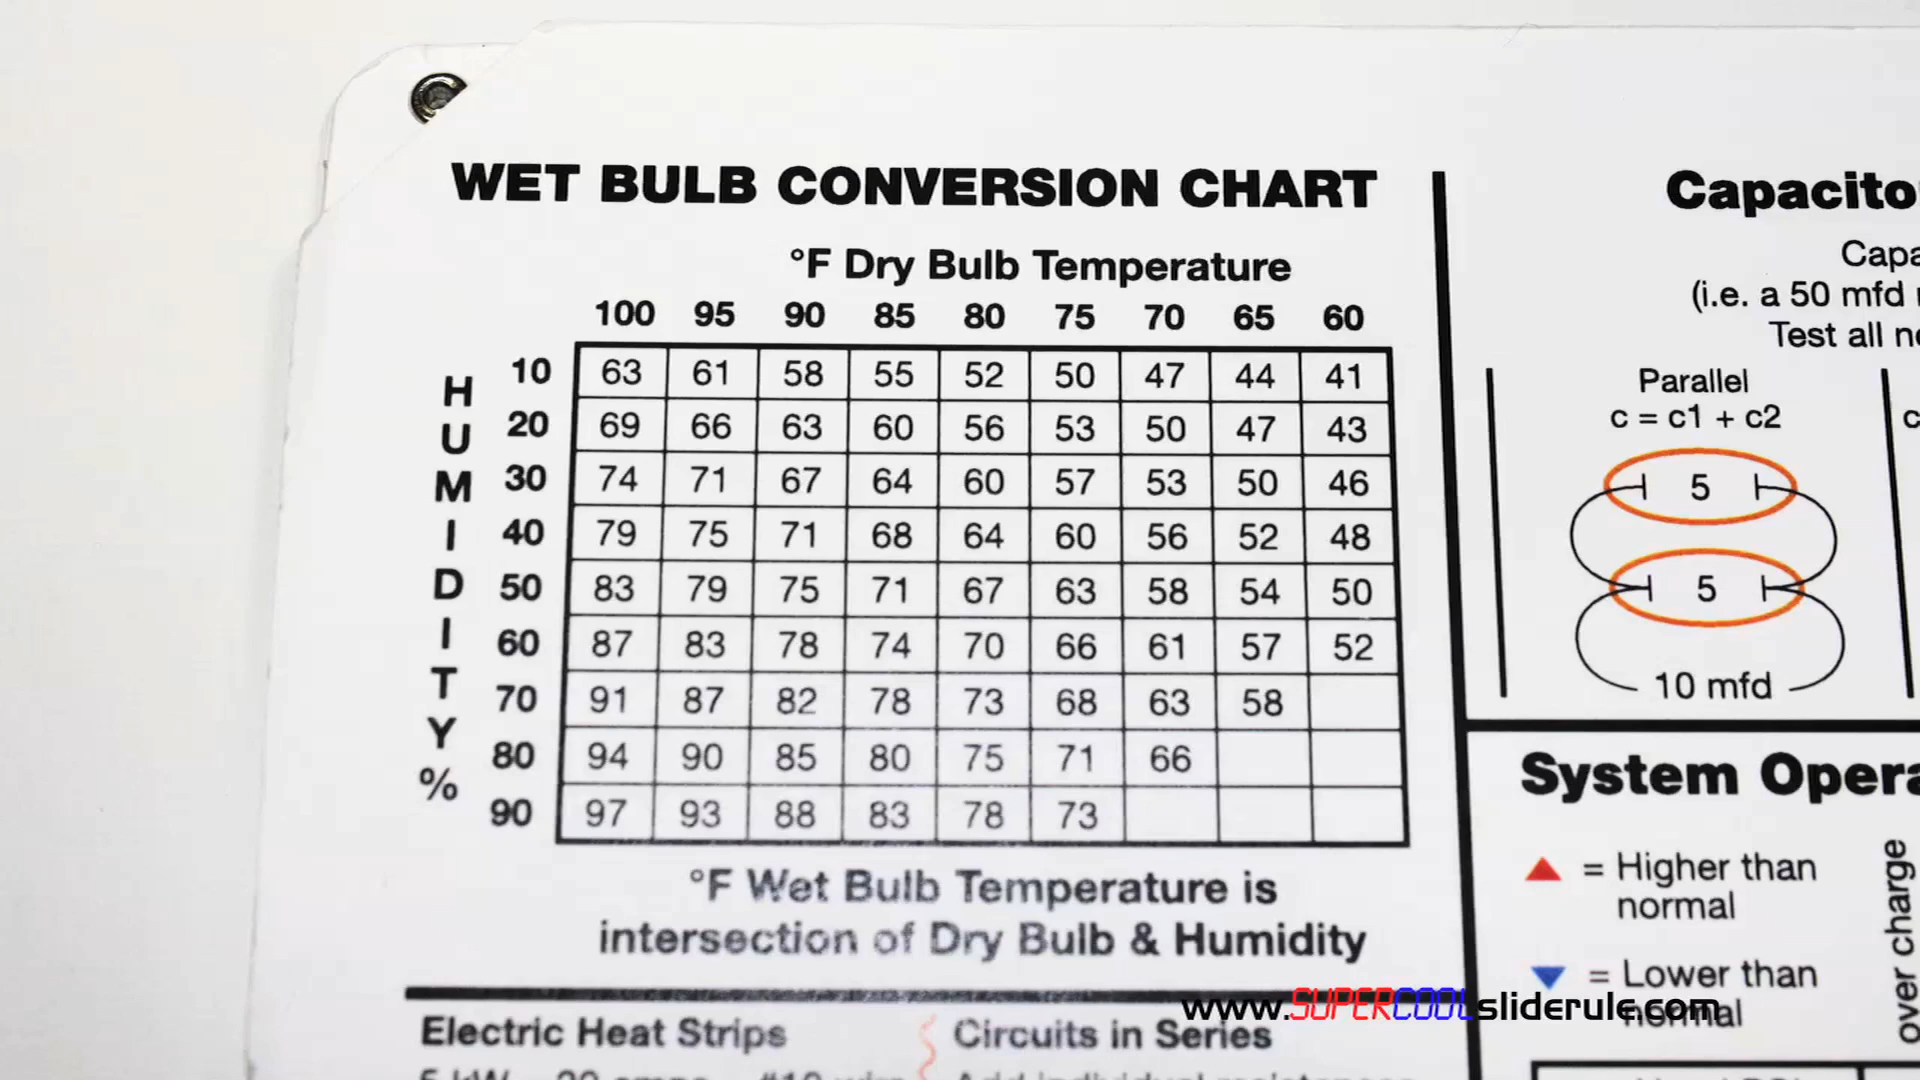 WET BULB CONVERSION CHART
°F Dry Bulb Temperature
100 95 90 85 80 75 70 65 60
HUMIDITY %
10 63 61 58 55 52 50 47 44 41
20 69 66 63 60 56 53 50 47 43
30 74 71 67 64 60 57 53 50 46
40 79 75 71 68 64 60 56 52 48
50 83 79 75 71 67 63 58 54 50
60 87 83 78 74 70 66 61 57 52
70 91 87 82 78 73 68 63 58
80 94 90 85 80 75 71 66
90 97 93 88 83 78 73
°F Wet Bulb Temperature is
intersection of Dry Bulb & Humidity
Electric Heat Strips
Circuits in Series
(i.e. a 50 mfd
Test all
Parallel
c = c1 + c2
5
5
10 mfd
System
= Higher than
normal
= Lower than
normal
over charge
www.SUPERCOOLsliderule.com